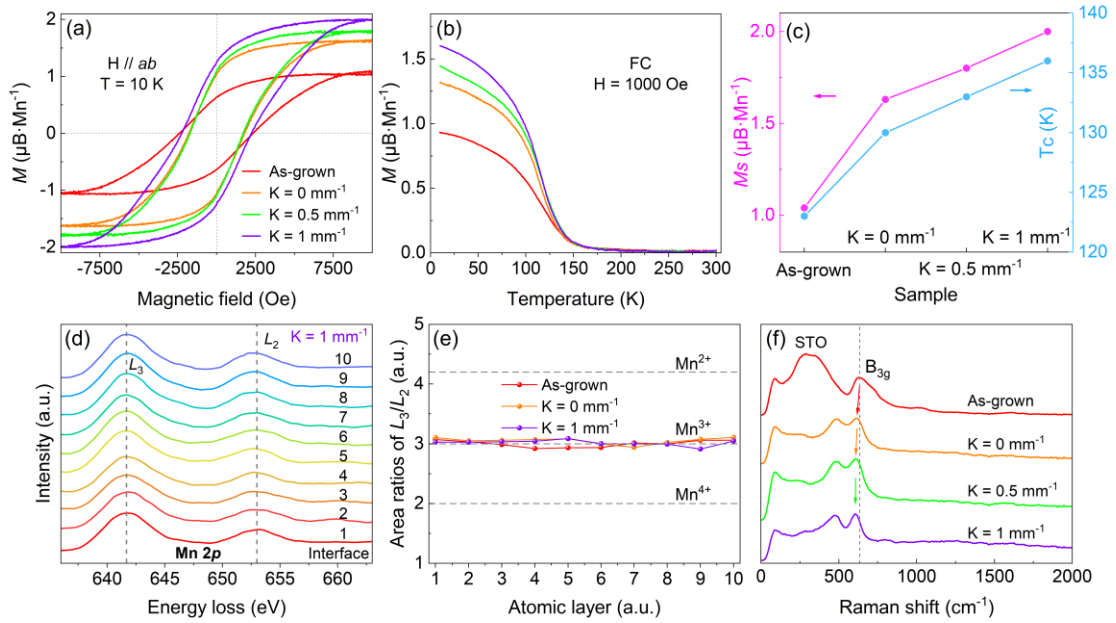 (a)
H // ab
T = 10 K
As-grown
K = 0 mm⁻¹
K = 0.5 mm⁻¹
K = 1 mm⁻¹
2
1
0
-1
-2
M (μB·Mn⁻¹)
-7500
-2500
2500
7500
Magnetic field (Oe)
(b)
FC
H = 1000 Oe
1.5
1.0
0.5
0.0
M (μB·Mn⁻¹)
0
50
100
150
200
250
300
Temperature (K)
(c)
2.0
1.5
1.0
Ms (μB·Mn⁻¹)
140
135
130
125
120
Tc (K)
As-grown
K = 0 mm⁻¹
K = 0.5 mm⁻¹
K = 1 mm⁻¹
Sample
(d)
L₃
L₂
K = 1 mm⁻¹
10
9
8
7
6
5
4
3
2
1
Mn 2p
Interface
Intensity (a.u.)
640
645
650
655
660
Energy loss (eV)
(e)
5
4
3
2
1
Area ratios of L₃/L₂ (a.u.)
As-grown
K = 0 mm⁻¹
K = 1 mm⁻¹
Mn²⁺
Mn³⁺
Mn⁴⁺
1
2
3
4
5
6
7
8
9
10
Atomic layer (a.u.)
(f)
STO
B₃g
As-grown
K = 0 mm⁻¹
K = 0.5 mm⁻¹
K = 1 mm⁻¹
Intensity (a.u.)
0
500
1000
1500
2000
Raman shift (cm⁻¹)